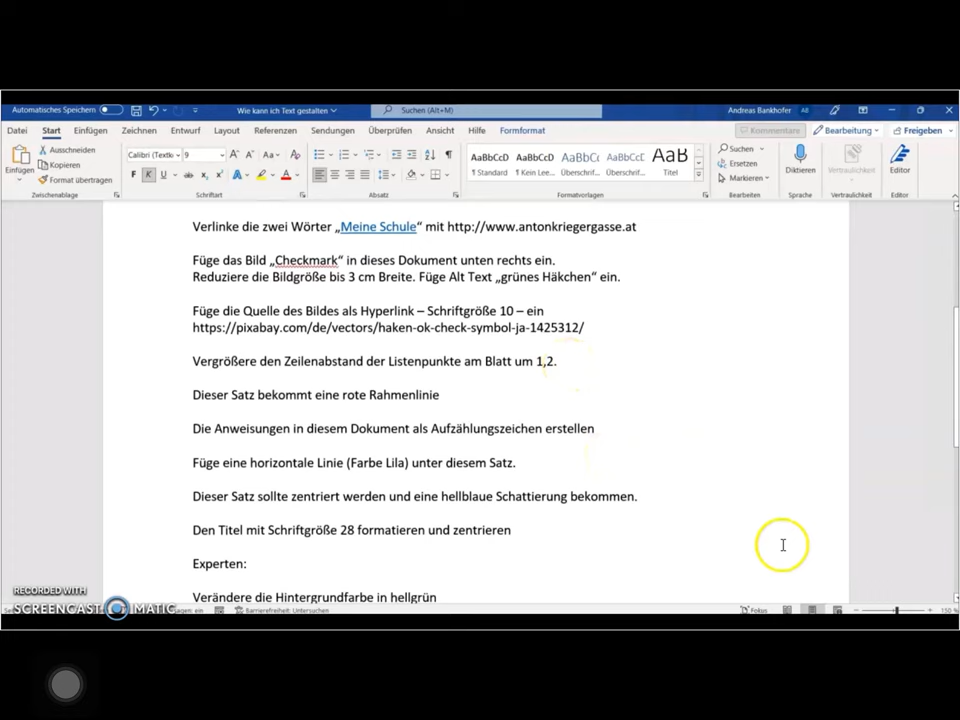 Automatisches Speichern Wie kann ich Text gestalten Suchen (Alt+M) Andreas Bankhofer AB
Datei Start Einfügen Zeichnen Entwurf Layout Referenzen Sendungen Überprüfen Ansicht Hilfe Formformat Kommentare Bearbeitung Freigeben
Einfügen Ausschneiden Kopieren Format übertragen
Calibri (Textk 9
F K U ab
AaBbCcD AaBbCcD AaBbC AaBbCcD AaB
1 Standard 1 Kein Lee... Überschrif... Überschrif... Titel
Suchen Ersetzen Markieren Diktieren Vertraulichkeit Editor
Zwischenablage Schriftart Absatz Formatvorlagen Bearbeiten Sprache Vertraulichkeit Editor
Verlinke die zwei Wörter „Meine Schule“ mit http://www.antonkriegergasse.at
Füge das Bild „Checkmark“ in dieses Dokument unten rechts ein.
Reduziere die Bildgröße bis 3 cm Breite. Füge Alt Text „grünes Häkchen“ ein.
Füge die Quelle des Bildes als Hyperlink – Schriftgröße 10 – ein
https://pixabay.com/de/vectors/haken-ok-check-symbol-ja-1425312/
Vergrößere den Zeilenabstand der Listenpunkte am Blatt um 1,2.
Dieser Satz bekommt eine rote Rahmenlinie
Die Anweisungen in diesem Dokument als Aufzählungszeichen erstellen
Füge eine horizontale Linie (Farbe Lila) unter diesem Satz.
Dieser Satz sollte zentriert werden und eine hellblaue Schattierung bekommen.
Den Titel mit Schriftgröße 28 formatieren und zentrieren
Experten:
Verändere die Hintergrundfarbe in hellgrün
RECORDED WITH
SCREENCAST MATIC
Barrierefreiheit: Untersuchen Fokus 150 %